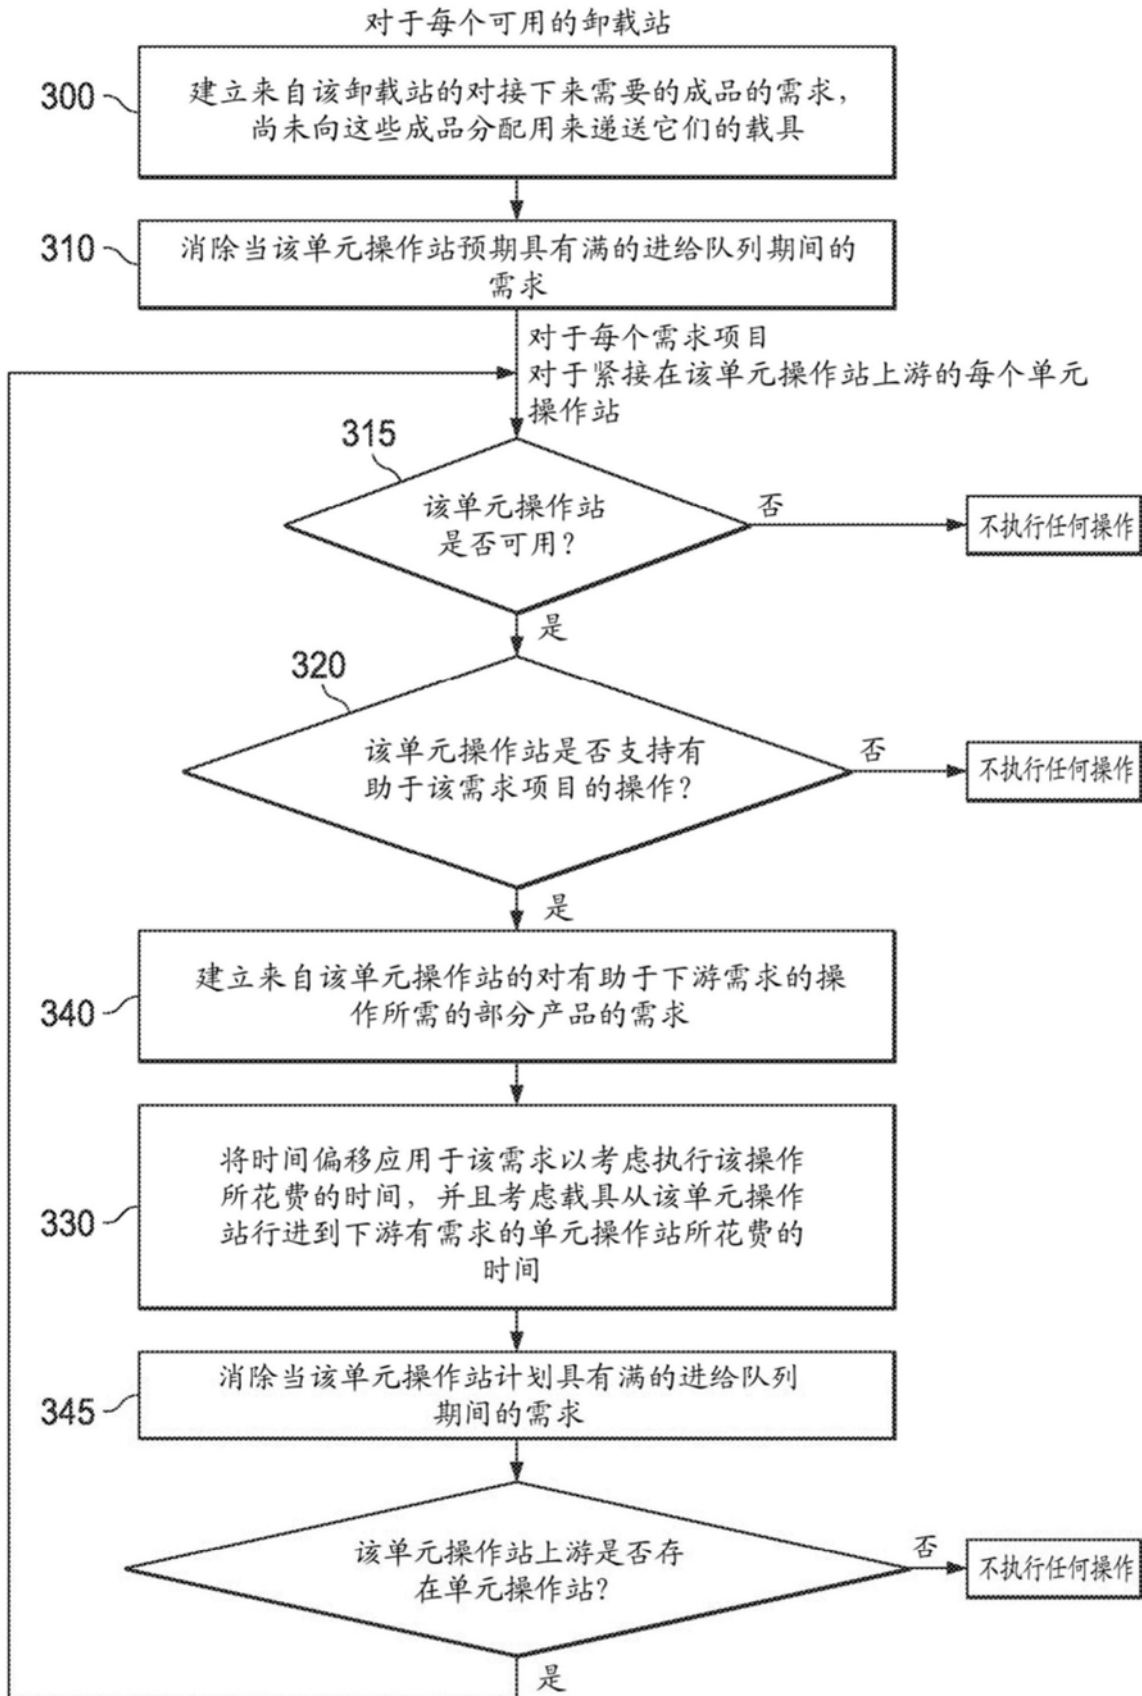 对于每个可用的卸载站
300
建立来自该卸载站的对接下来需要的成品的需求，
尚未向这些成品分配用来递送它们的载具
310
消除当该单元操作站预期具有满的进给队列期间的
需求
对于每个需求项目
对于紧接在该单元操作站上游的每个单元
操作站
315
该单元操作站
是否可用？
否
不执行任何操作
是
320
该单元操作站是否支持有
助于该需求项目的操作？
否
不执行任何操作
是
340
建立来自该单元操作站的对有助于下游需求的操
作所需的部分产品的需求
330
将时间偏移应用于该需求以考虑执行该操作
所花费的时间，并且考虑载具从该单元操作
站行进到下游有需求的单元操作站所花费的
时间
345
消除当该单元操作站计划具有满的进给队列
期间的需求
该单元操作站上游是否存
在单元操作站？
否
不执行任何操作
是